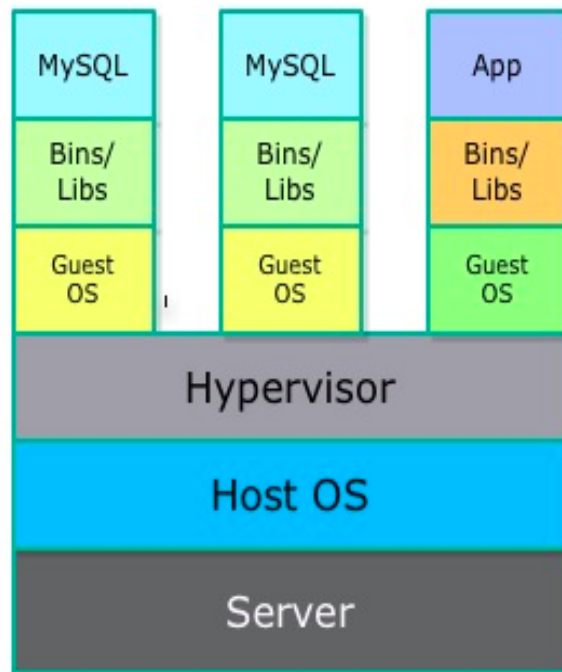 MySQL
MySQL
App
Bins/
Libs
Bins/
Libs
Bins/
Libs
Guest
OS
Guest
OS
Guest
OS
Hypervisor
Host OS
Server